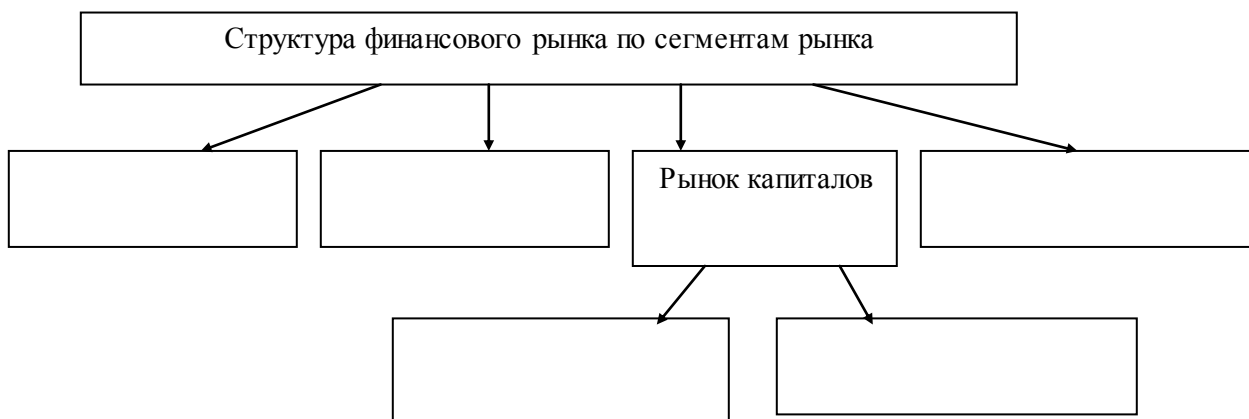 Структура финансового рынка по сегментам рынка
Рынок капиталов